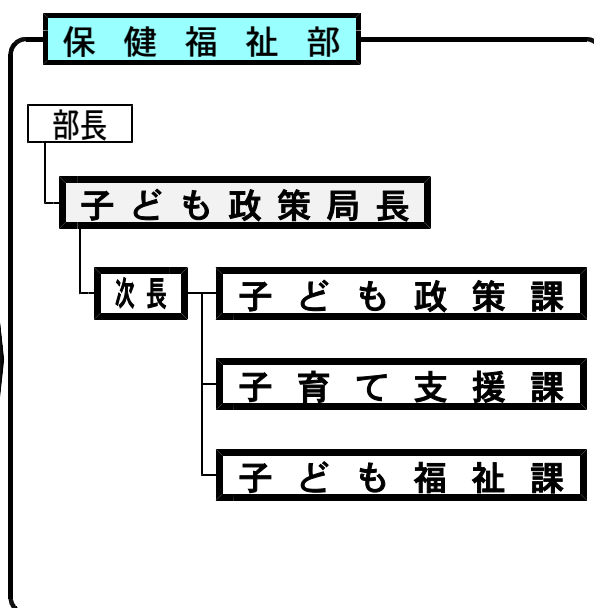 保健福祉部
部長
子ども政策局長
次長 子ども政策課
子育て支援課
子ども福祉課